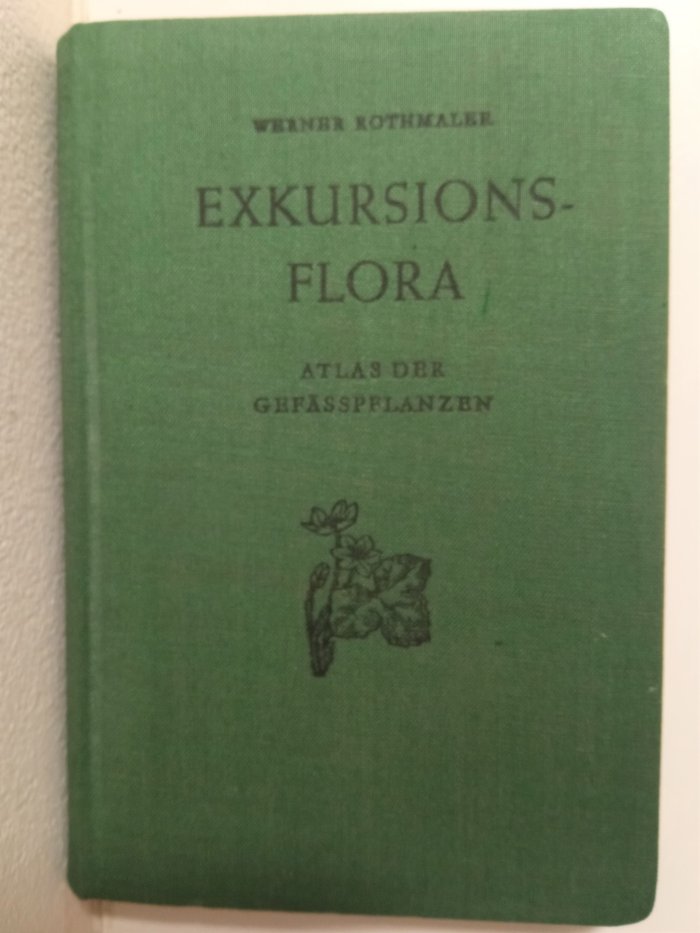 WERNER ROTHMALER
EXKURSIONS-
FLORA
ATLAS DER
GEFÄSSPFLANZEN